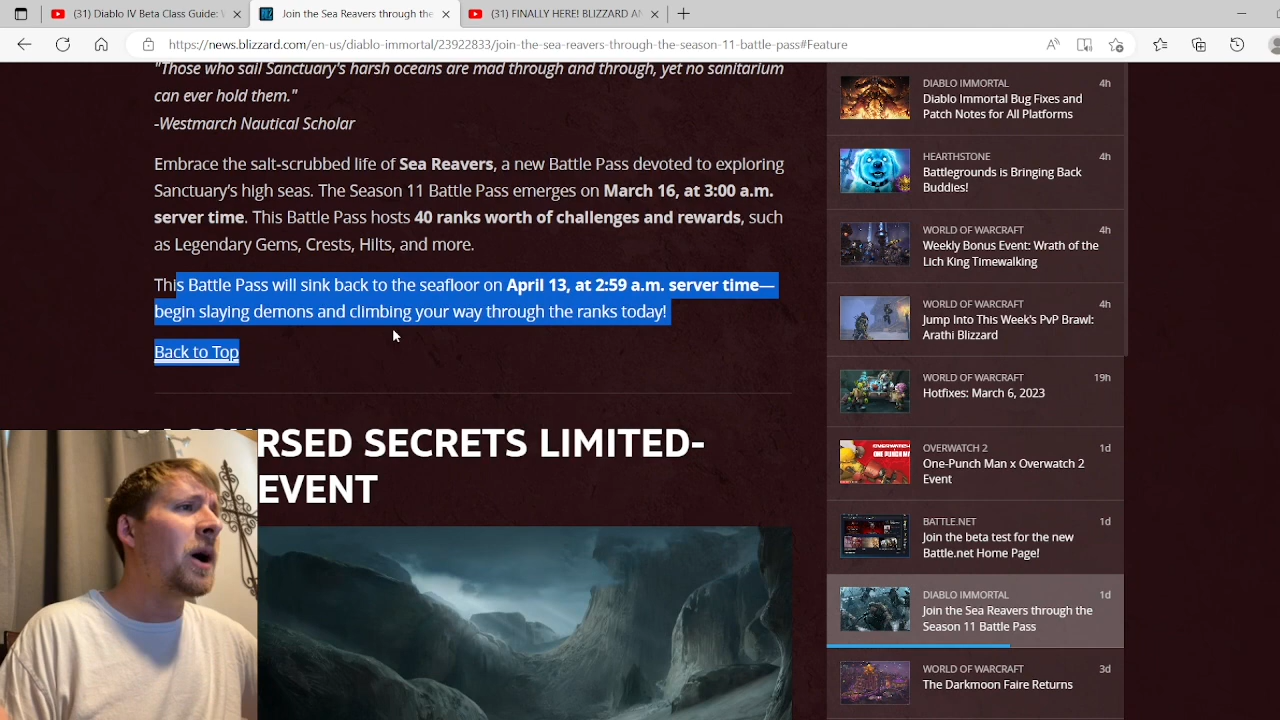 (31) Diablo IV Beta Class Guide: W
Join the Sea Reavers through the
(31) FINALLY HERE! BLIZZARD AN
https://news.blizzard.com/en-us/diablo-immortal/23922833/join-the-sea-reavers-through-the-season-11-battle-pass#Feature
"Those who sail Sanctuary's harsh oceans are mad through and through, yet no sanitarium
can ever hold them."
-Westmarch Nautical Scholar
Embrace the salt-scrubbed life of Sea Reavers, a new Battle Pass devoted to exploring
Sanctuary's high seas. The Season 11 Battle Pass emerges on March 16, at 3:00 a.m.
server time. This Battle Pass hosts 40 ranks worth of challenges and rewards, such
as Legendary Gems, Crests, Hilts, and more.
This Battle Pass will sink back to the seafloor on April 13, at 2:59 a.m. server time—
begin slaying demons and climbing your way through the ranks today!
Back to Top
RSED SECRETS LIMITED-
EVENT
DIABLO IMMORTAL 4h
Diablo Immortal Bug Fixes and
Patch Notes for All Platforms
HEARTHSTONE 4h
Battlegrounds is Bringing Back
Buddies!
WORLD OF WARCRAFT 4h
Weekly Bonus Event: Wrath of the
Lich King Timewalking
WORLD OF WARCRAFT 4h
Jump Into This Week's PvP Brawl:
Arathi Blizzard
WORLD OF WARCRAFT 19h
Hotfixes: March 6, 2023
OVERWATCH 2 1d
One-Punch Man x Overwatch 2
Event
BATTLE.NET 1d
Join the beta test for the new
Battle.net Home Page!
DIABLO IMMORTAL 1d
Join the Sea Reavers through the
Season 11 Battle Pass
WORLD OF WARCRAFT 3d
The Darkmoon Faire Returns